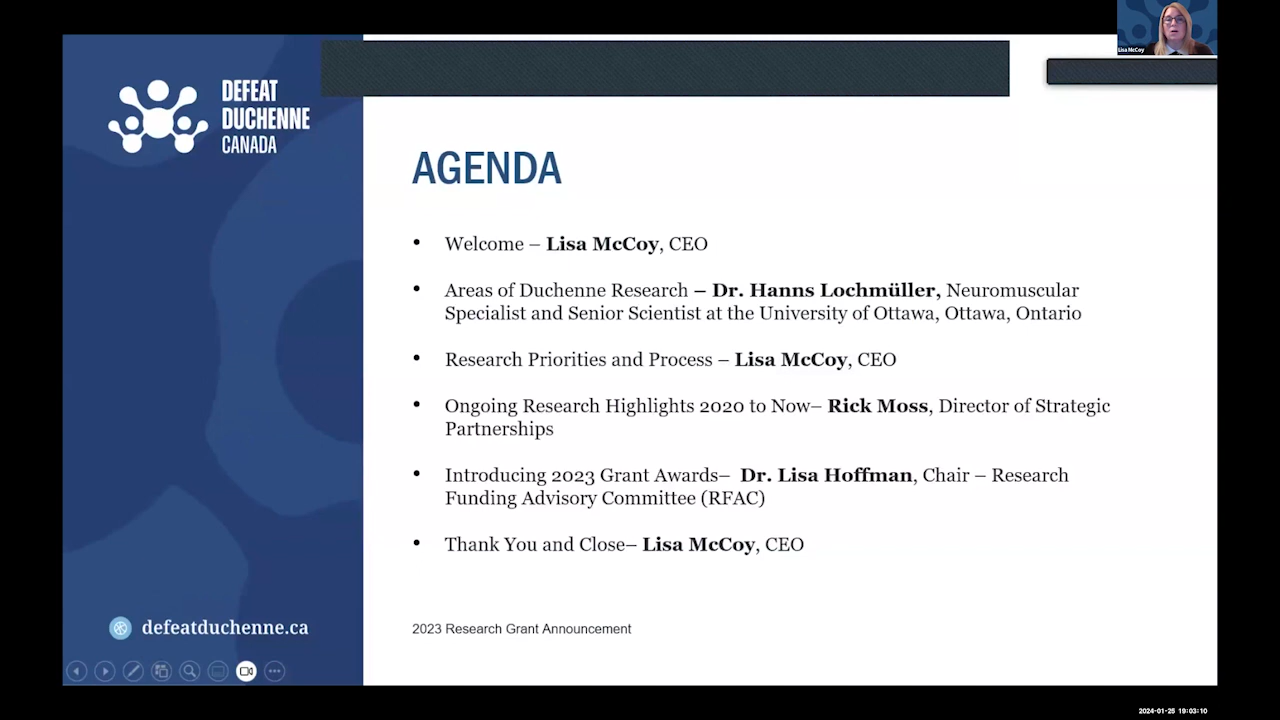 Lisa McCoy
DEFEAT
DUCHENNE
CANADA
AGENDA
• Welcome – Lisa McCoy, CEO
• Areas of Duchenne Research – Dr. Hanns Lochmüller, Neuromuscular
Specialist and Senior Scientist at the University of Ottawa, Ottawa, Ontario
• Research Priorities and Process – Lisa McCoy, CEO
• Ongoing Research Highlights 2020 to Now– Rick Moss, Director of Strategic
Partnerships
• Introducing 2023 Grant Awards– Dr. Lisa Hoffman, Chair – Research
Funding Advisory Committee (RFAC)
• Thank You and Close– Lisa McCoy, CEO
defeatduchenne.ca
2023 Research Grant Announcement
2024-01-25 19:03:10